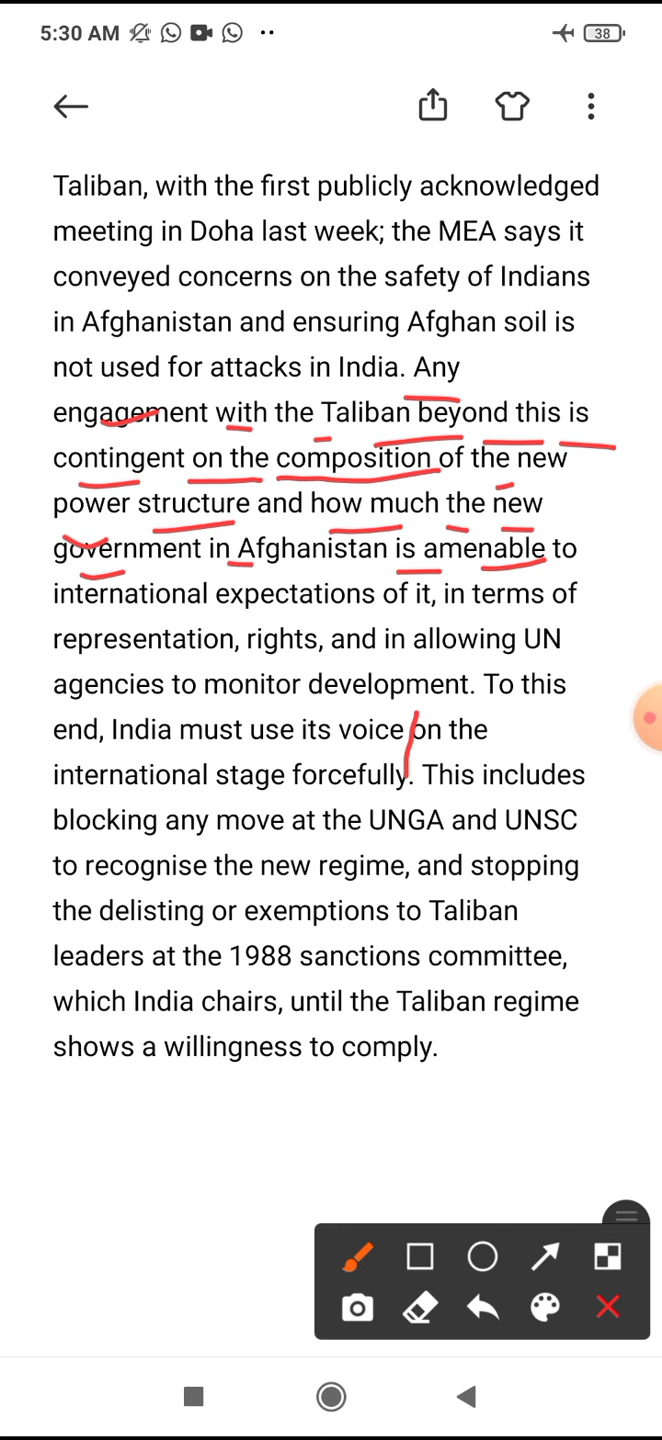 5:30 AM
38
Taliban, with the first publicly acknowledged
meeting in Doha last week; the MEA says it
conveyed concerns on the safety of Indians
in Afghanistan and ensuring Afghan soil is
not used for attacks in India. Any
engagement with the Taliban beyond this is
contingent on the composition of the new
power structure and how much the new
government in Afghanistan is amenable to
international expectations of it, in terms of
representation, rights, and in allowing UN
agencies to monitor development. To this
end, India must use its voice on the
international stage forcefully. This includes
blocking any move at the UNGA and UNSC
to recognise the new regime, and stopping
the delisting or exemptions to Taliban
leaders at the 1988 sanctions committee,
which India chairs, until the Taliban regime
shows a willingness to comply.